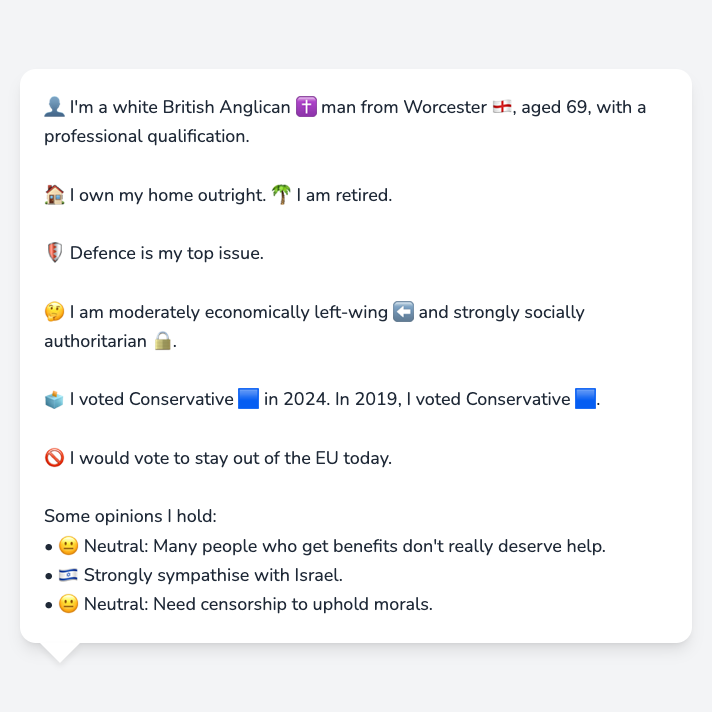 👤 I'm a white British Anglican ✝️ man from Worcester 🏴󠁧󠁢󠁥󠁮󠁧󠁿, aged 69, with a
professional qualification.
🏠 I own my home outright. 🌴 I am retired.
🛡️ Defence is my top issue.
🤔 I am moderately economically left-wing ⬅️ and strongly socially
authoritarian 🔒.
🗳️ I voted Conservative 🟦 in 2024. In 2019, I voted Conservative 🟦.
🚫 I would vote to stay out of the EU today.
Some opinions I hold:
• 😐 Neutral: Many people who get benefits don't really deserve help.
• 🇮🇱 Strongly sympathise with Israel.
• 😐 Neutral: Need censorship to uphold morals.